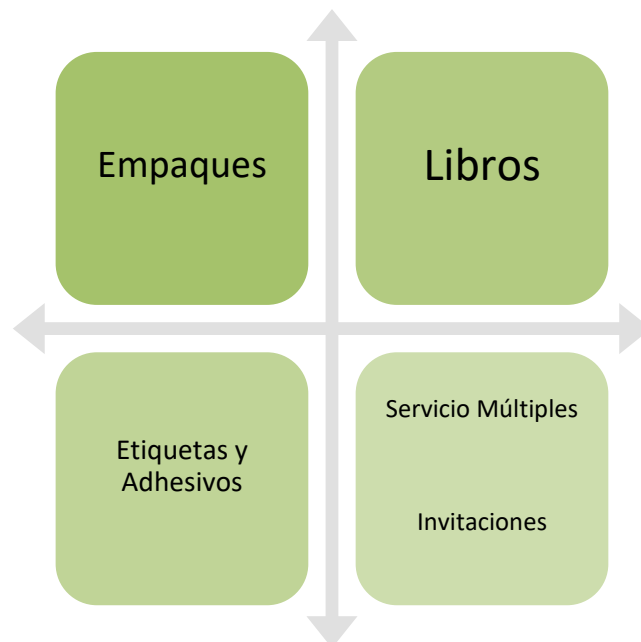 Empaques
Libros
Etiquetas y
Adhesivos
Servicio Múltiples
Invitaciones